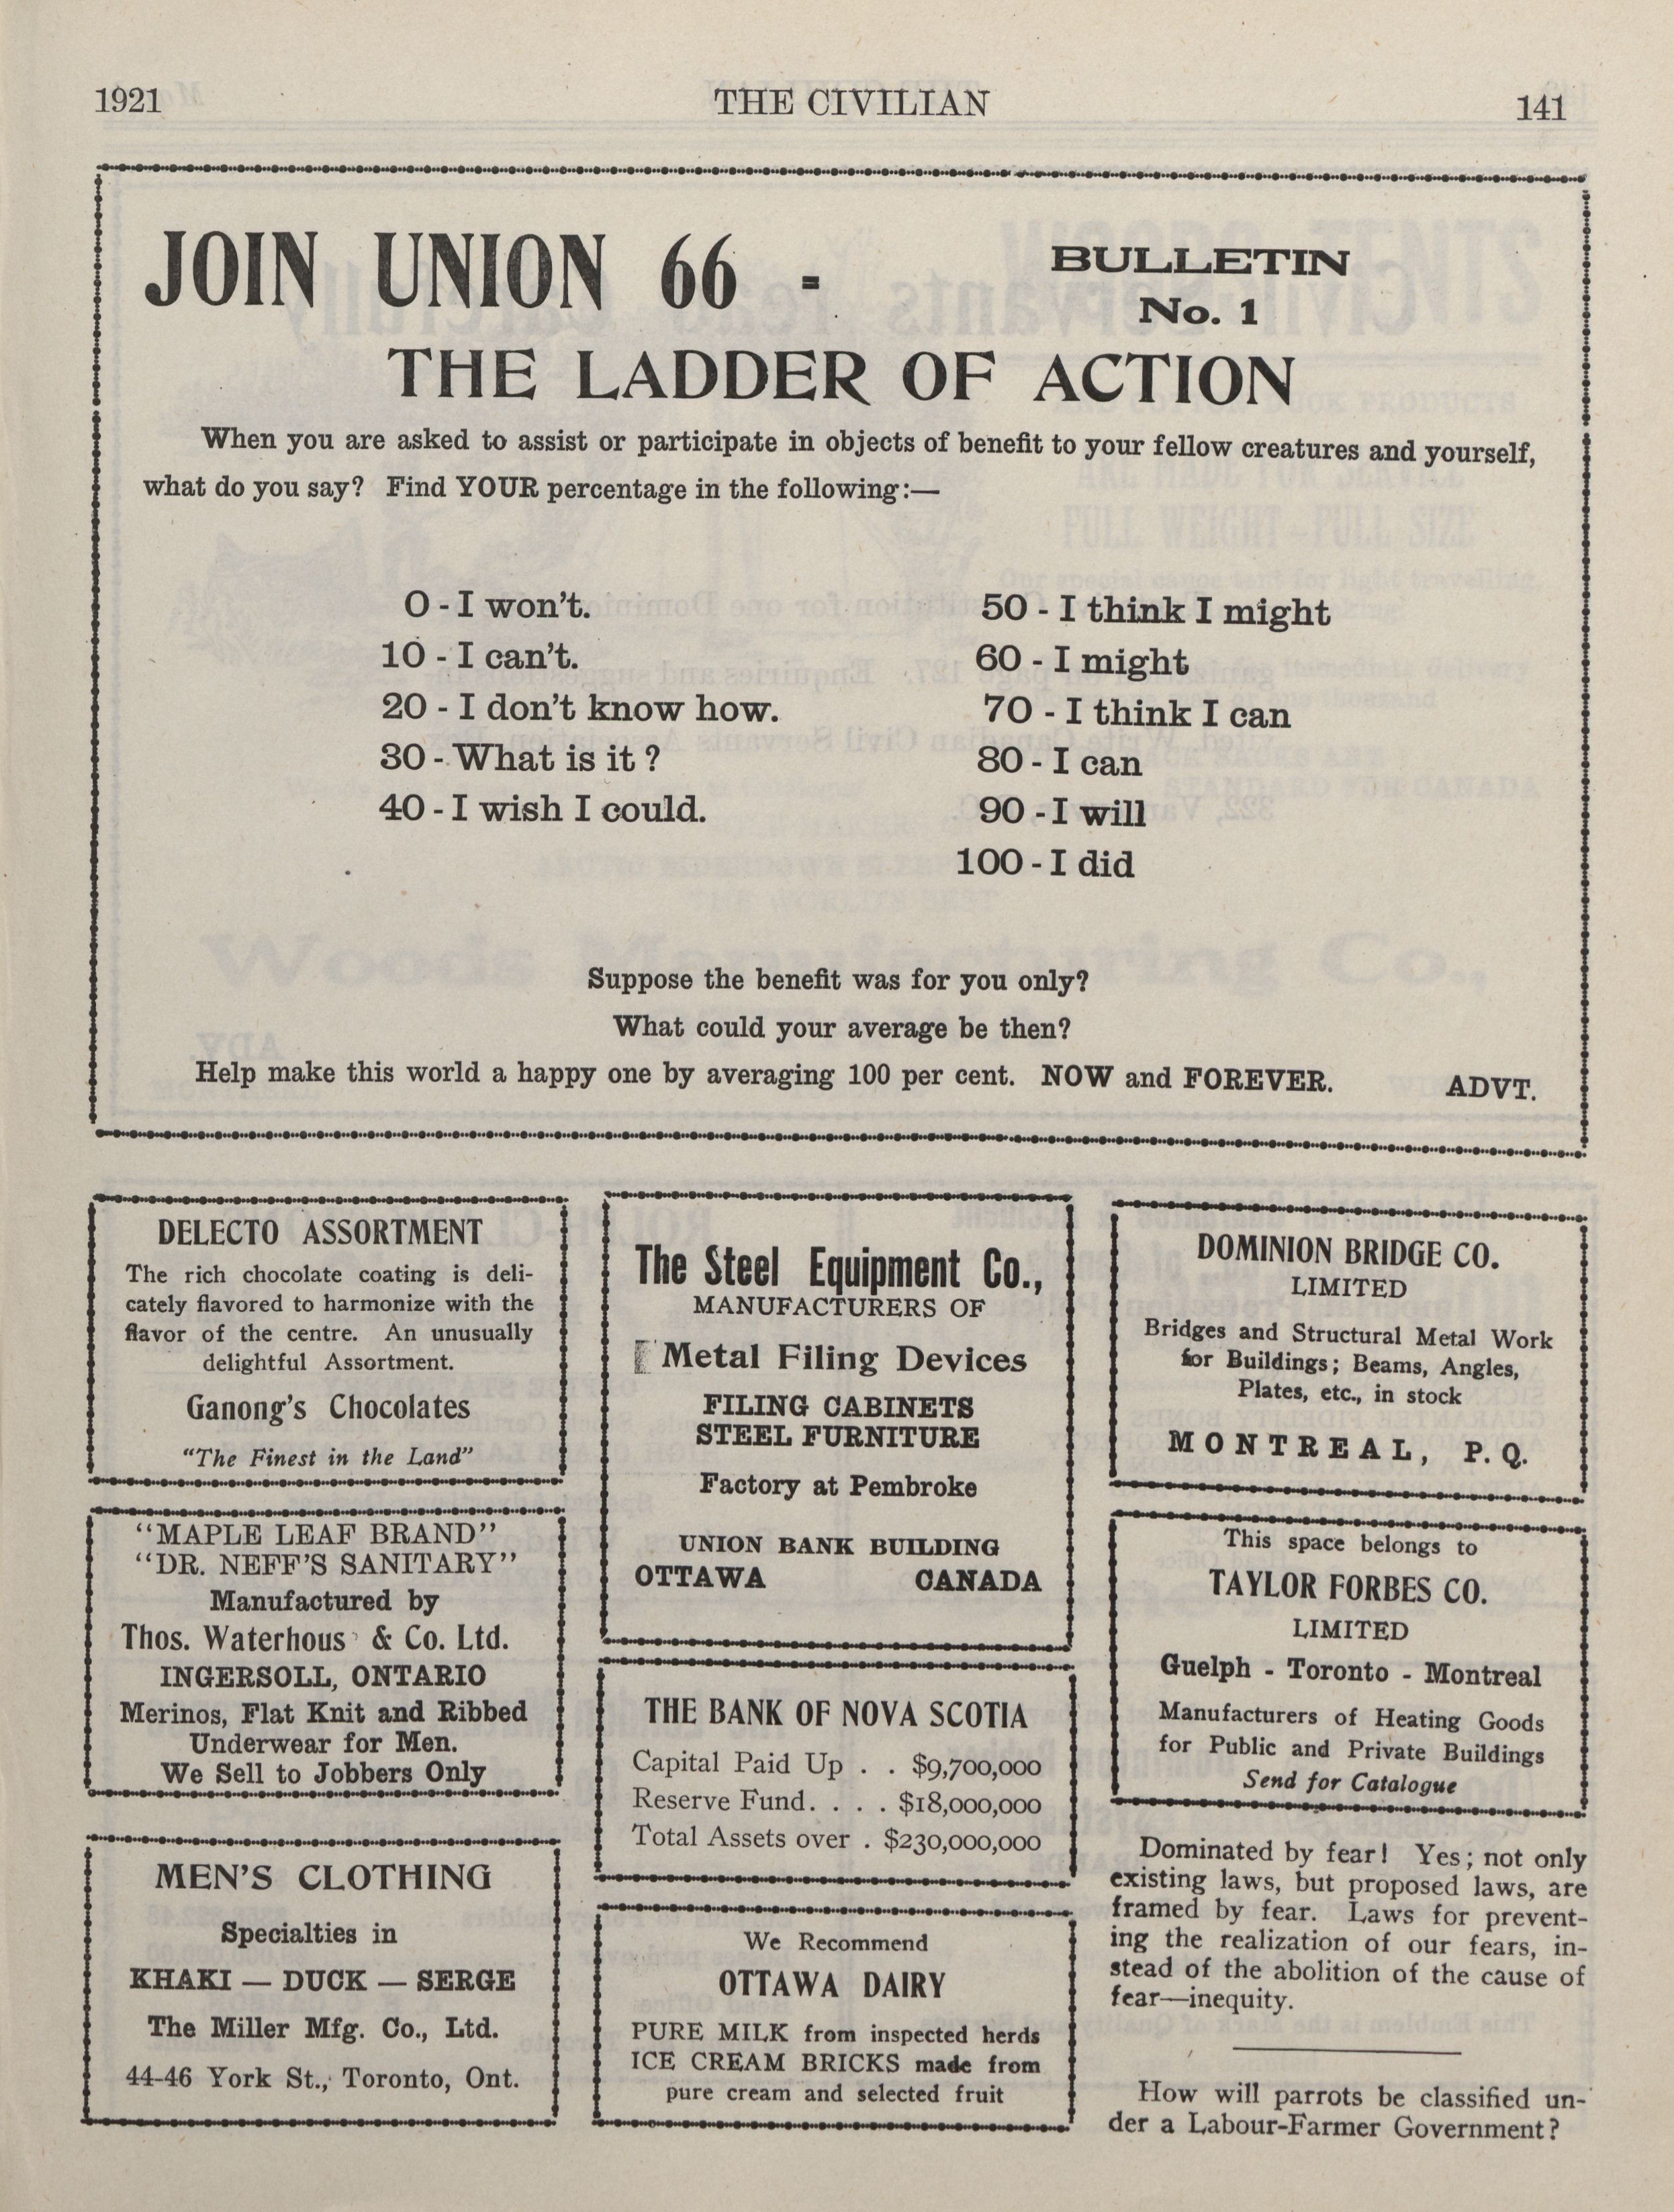 1921
THE CIVILIAN
141
JOIN UNION 66 -
BULLETIN
No. 1
THE LADDER OF ACTION
When you are asked to assist or participate in objects of benefit to your fellow creatures and yourself,
what do you say? Find YOUR percentage in the following:—
0 - I won't.
10 - I can't.
20 - I don't know how.
30 - What is it ?
40 - I wish I could.
50 - I think I might
60 - I might
70 - I think I can
80 - I can
90 - I will
100 - I did
Suppose the benefit was for you only?
What could your average be then?
Help make this world a happy one by averaging 100 per cent. NOW and FOREVER.
ADVT.
DELECTO ASSORTMENT
The rich chocolate coating is deli-
cately flavored to harmonize with the
flavor of the centre. An unusually
delightful Assortment.
Ganong's Chocolates
"The Finest in the Land"
"MAPLE LEAF BRAND"
"DR. NEFF'S SANITARY"
Manufactured by
Thos. Waterhous & Co. Ltd.
INGERSOLL, ONTARIO
Merinos, Flat Knit and Ribbed
Underwear for Men.
We Sell to Jobbers Only
MEN'S CLOTHING
Specialties in
KHAKI — DUCK — SERGE
The Miller Mfg. Co., Ltd.
44-46 York St., Toronto, Ont.
The Steel Equipment Co.,
MANUFACTURERS OF
Metal Filing Devices
FILING CABINETS
STEEL FURNITURE
Factory at Pembroke
UNION BANK BUILDING
OTTAWA CANADA
THE BANK OF NOVA SCOTIA
Capital Paid Up . . $9,700,000
Reserve Fund. . . . $18,000,000
Total Assets over . $230,000,000
We Recommend
OTTAWA DAIRY
PURE MILK from inspected herds
ICE CREAM BRICKS made from
pure cream and selected fruit
DOMINION BRIDGE CO.
LIMITED
Bridges and Structural Metal Work
for Buildings; Beams, Angles,
Plates, etc., in stock
MONTREAL, P. Q.
This space belongs to
TAYLOR FORBES CO.
LIMITED
Guelph - Toronto - Montreal
Manufacturers of Heating Goods
for Public and Private Buildings
Send for Catalogue
Dominated by fear! Yes; not only
existing laws, but proposed laws, are
framed by fear. Laws for prevent-
ing the realization of our fears, in-
stead of the abolition of the cause of
fear—inequity.
How will parrots be classified un-
der a Labour-Farmer Government?